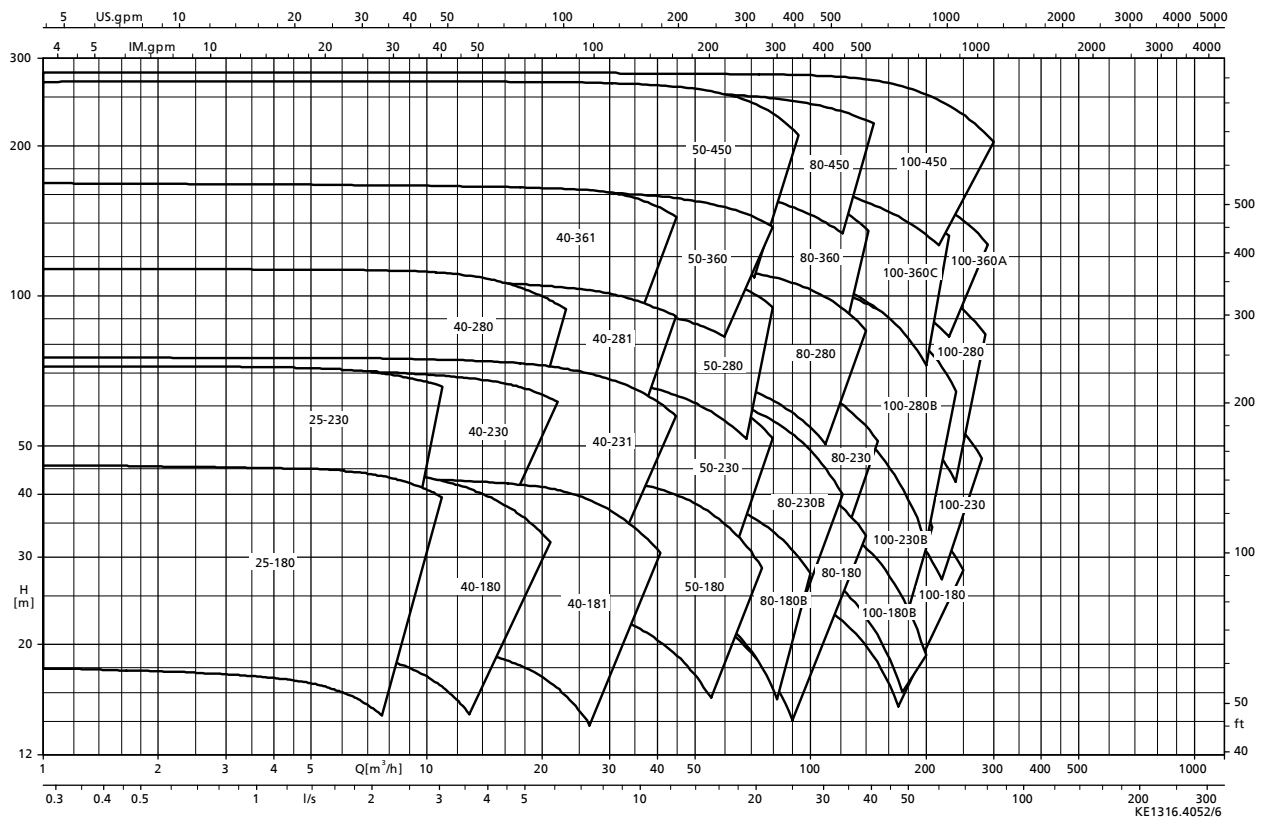 5 US.gpm 10 20 30 40 50 100 200 300 400 500 1000 2000 3000 4000 5000
4 5 IM.gpm 10 20 30 40 50 100 200 300 400 500 1000 2000 3000 4000
300
200
50-450
80-450
100-450
500
40-361
50-360
80-360
100-360C
100-360A
400
100
300
40-280
40-281
50-280
80-280
100-280
100-280B
200
25-230
40-230
40-231
50
50-230
80-230
40
80-230B
100-230
100-230B
100
30
25-180
40-180
40-181
50-180
80-180B
80-180
100-180B
100-180
H
[m]
20
50
ft
12
40
1 2 3 4 5 Q[m³/h] 10 20 30 40 50 100 200 300 400 500 1000
0.3 0.4 0.5 1 l/s 2 3 4 5 10 20 30 40 50 100 200 300
KE1316.4052/6